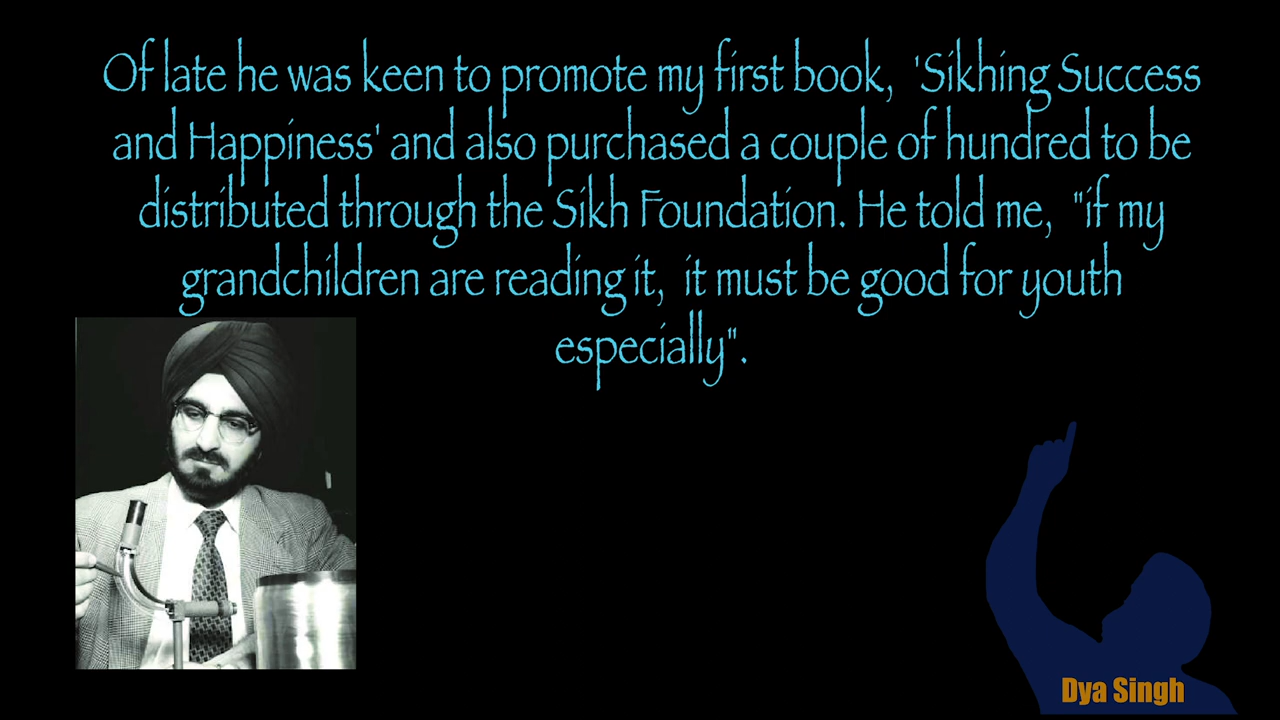 Of late he was keen to promote my first book, 'Sikhing Success
and Happiness' and also purchased a couple of hundred to be
distributed through the Sikh Foundation. He told me, "if my
grandchildren are reading it, it must be good for youth
especially".
Dya Singh